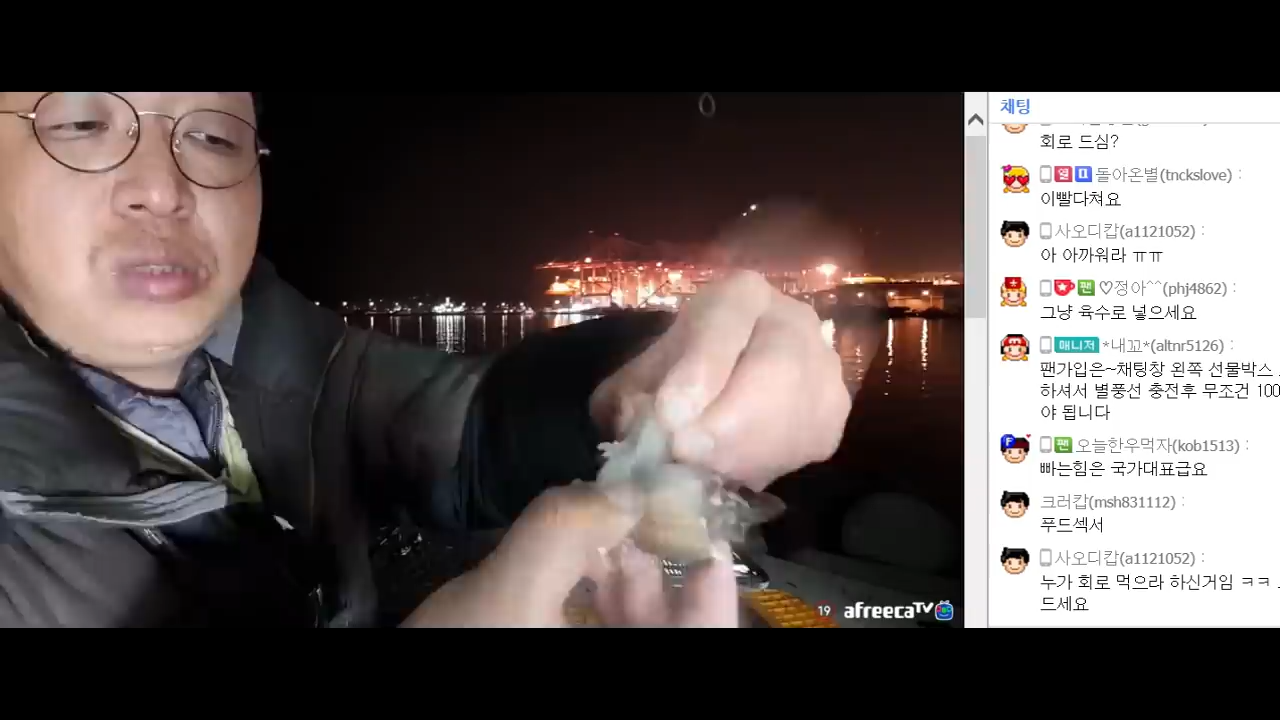 채팅
회로 드심?
열 돌아온별(tnckslove) :
이빨다쳐요
사오디캅(a1121052) :
아 아까워라 ㅠㅠ
팬 ♡정아^^(phj4862) :
그냥 육수로 넣으세요
매니저 *내꼬*(altnr5126) :
팬가입은~채팅창 왼쪽 선물박스
하셔서 별풍선 충전후 무조건 100
야 됩니다
팬 오늘한우먹자(kob1513) :
빠는힘은 국가대표급요
크러캅(msh831112) :
푸드섹서
사오디캅(a1121052) :
누가 회로 먹으라 하신거임 ㅋㅋ
드세요
19 afreecaTV